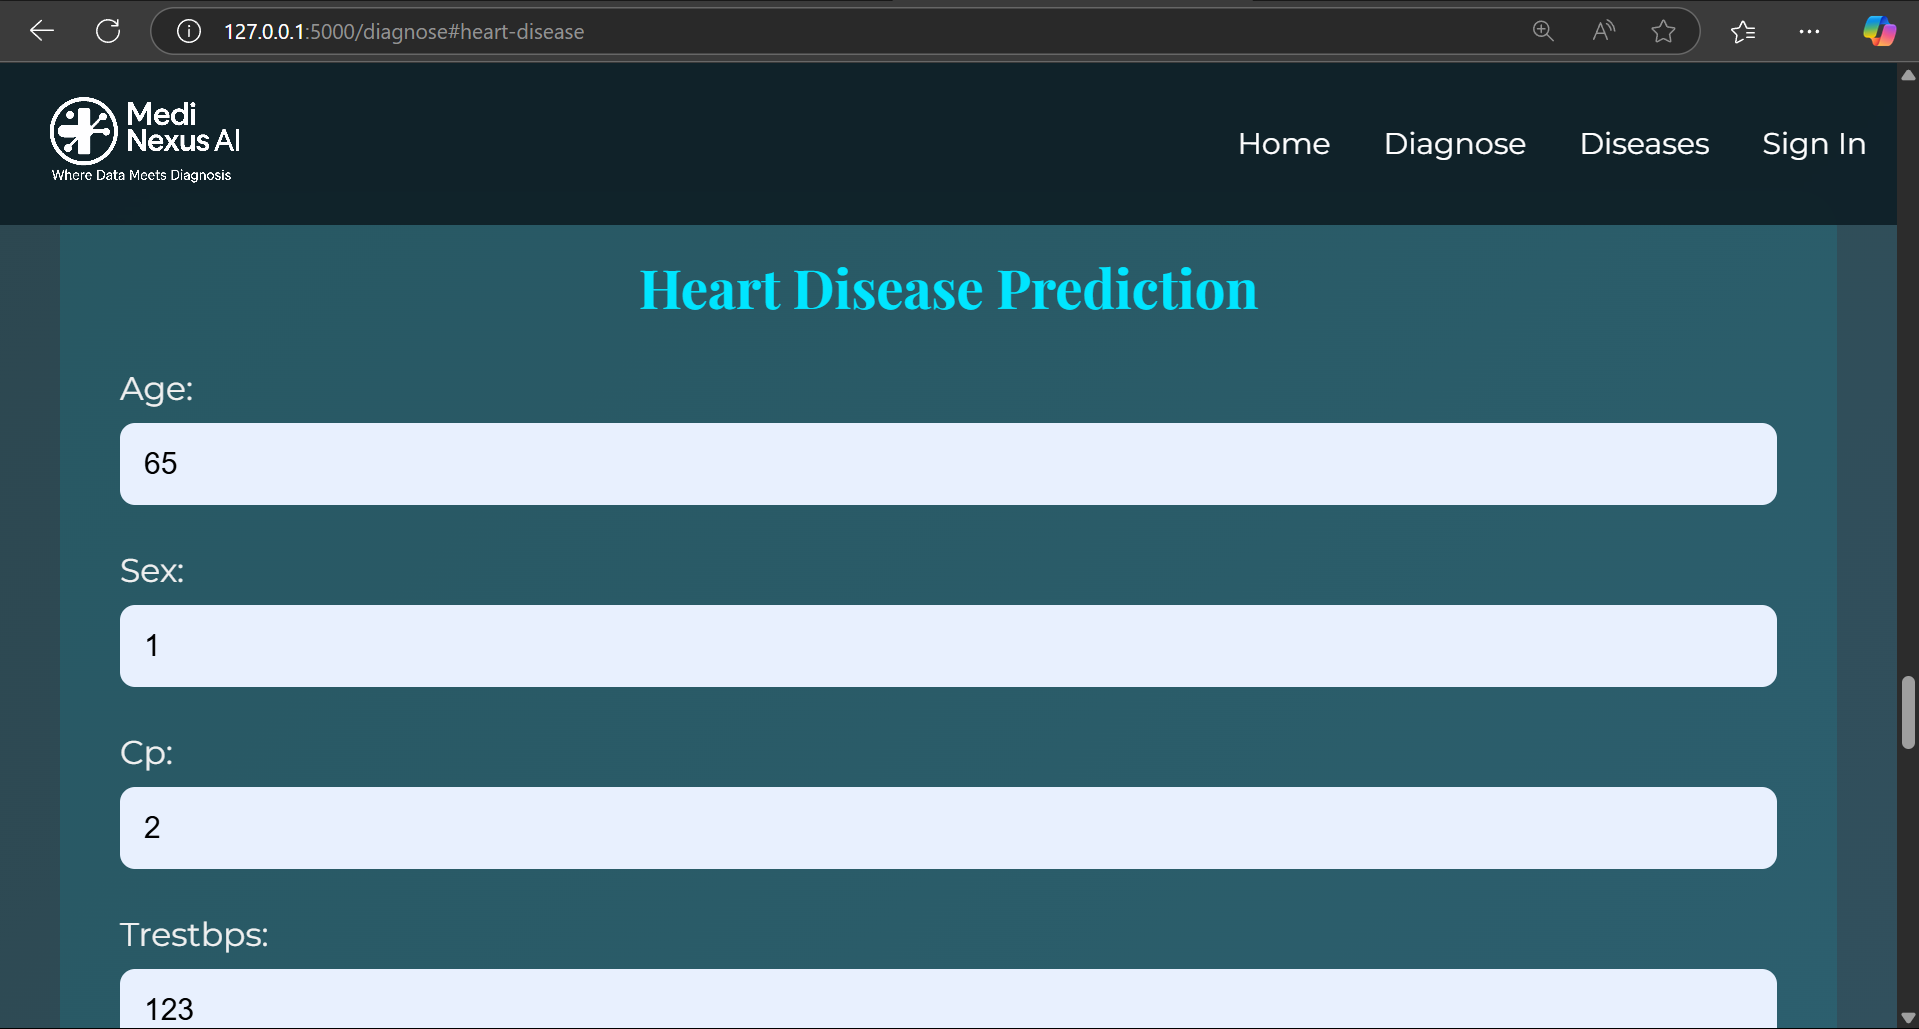 127.0.0.1:5000/diagnose#heart-disease
Medi
Nexus AI
Where Data Meets Diagnosis
Home Diagnose Diseases Sign In
Heart Disease Prediction
Age:
65
Sex:
1
Cp:
2
Trestbps:
123